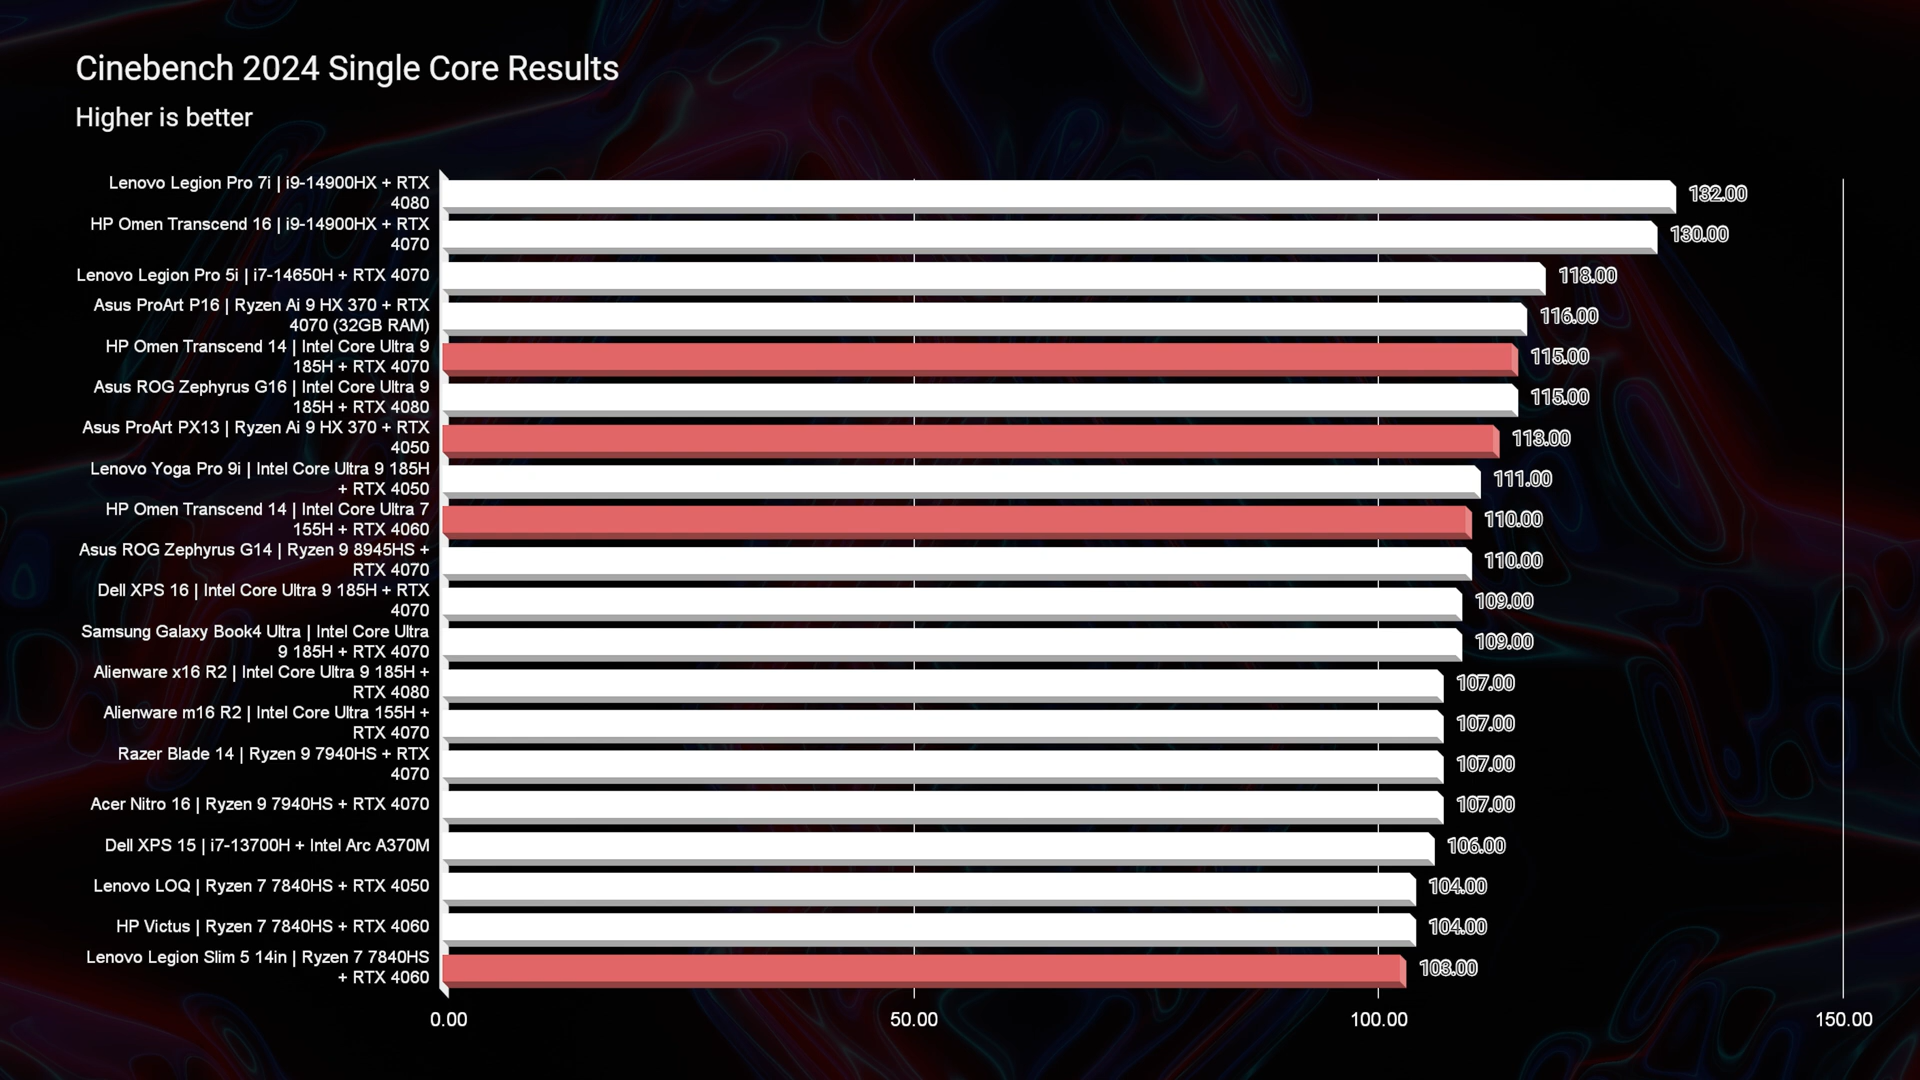 Cinebench 2024 Single Core Results
Higher is better
Lenovo Legion Pro 7i | i9-14900HX + RTX
4080
132.00
HP Omen Transcend 16 | i9-14900HX + RTX
4070
130.00
Lenovo Legion Pro 5i | i7-14650H + RTX 4070
118.00
Asus ProArt P16 | Ryzen Ai 9 HX 370 + RTX
4070 (32GB RAM)
116.00
HP Omen Transcend 14 | Intel Core Ultra 9
185H + RTX 4070
115.00
Asus ROG Zephyrus G16 | Intel Core Ultra 9
185H + RTX 4080
115.00
Asus ProArt PX13 | Ryzen Ai 9 HX 370 + RTX
4050
113.00
Lenovo Yoga Pro 9i | Intel Core Ultra 9 185H
+ RTX 4050
111.00
HP Omen Transcend 14 | Intel Core Ultra 7
155H + RTX 4060
110.00
Asus ROG Zephyrus G14 | Ryzen 9 8945HS +
RTX 4070
110.00
Dell XPS 16 | Intel Core Ultra 9 185H + RTX
4070
109.00
Samsung Galaxy Book4 Ultra | Intel Core Ultra
9 185H + RTX 4070
109.00
Alienware x16 R2 | Intel Core Ultra 9 185H +
RTX 4080
107.00
Alienware m16 R2 | Intel Core Ultra 155H +
RTX 4070
107.00
Razer Blade 14 | Ryzen 9 7940HS + RTX
4070
107.00
Acer Nitro 16 | Ryzen 9 7940HS + RTX 4070
107.00
Dell XPS 15 | i7-13700H + Intel Arc A370M
106.00
Lenovo LOQ | Ryzen 7 7840HS + RTX 4050
104.00
HP Victus | Ryzen 7 7840HS + RTX 4060
104.00
Lenovo Legion Slim 5 14in | Ryzen 7 7840HS
+ RTX 4060
103.00
0.00
50.00
100.00
150.00